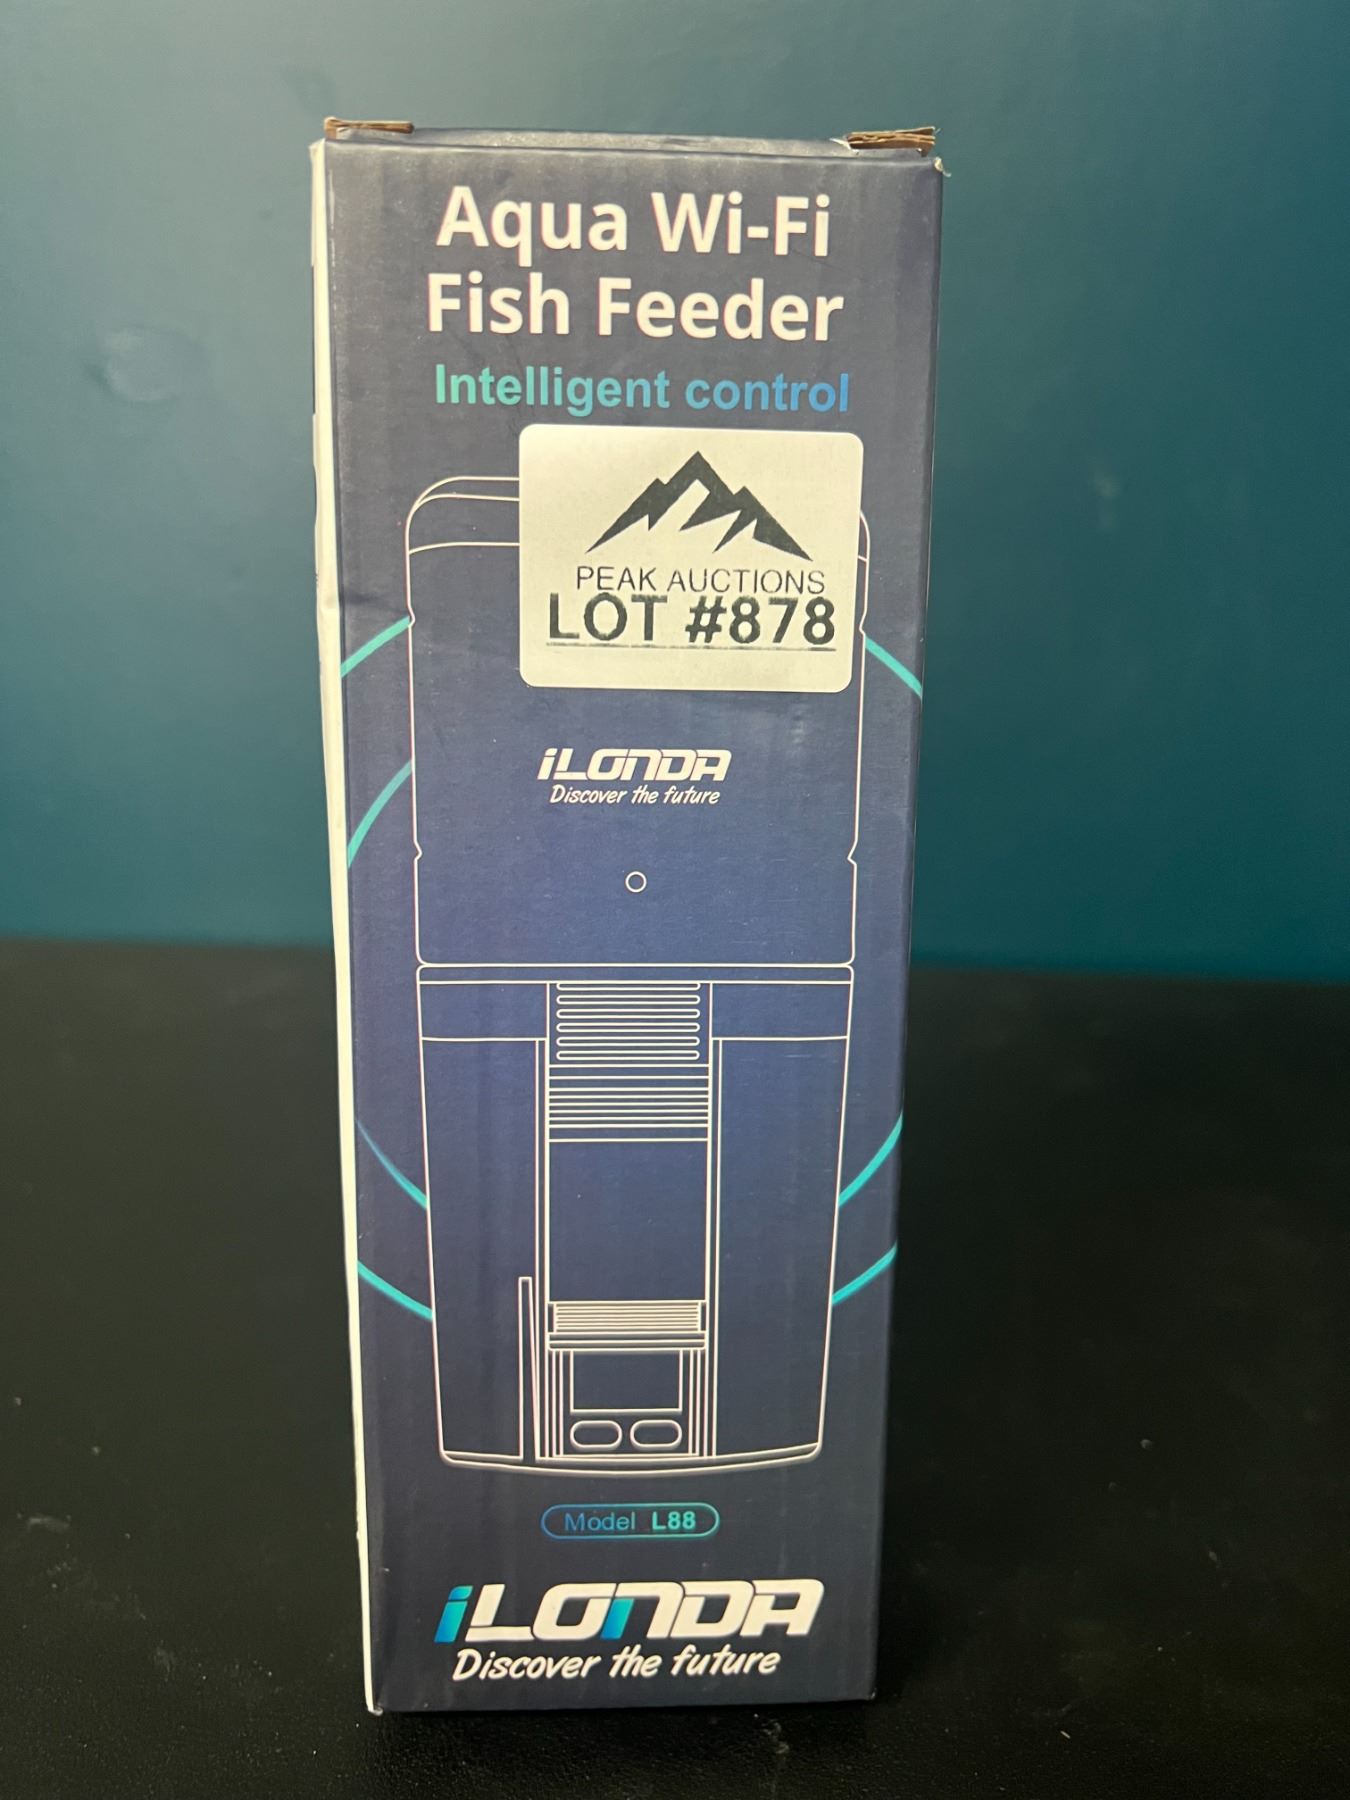 Aqua Wi-Fi
Fish Feeder
Intelligent control
PEAK AUCTIONS
LOT #878
iLONDA
Discover the future
Model L88
iLONDA
Discover the future